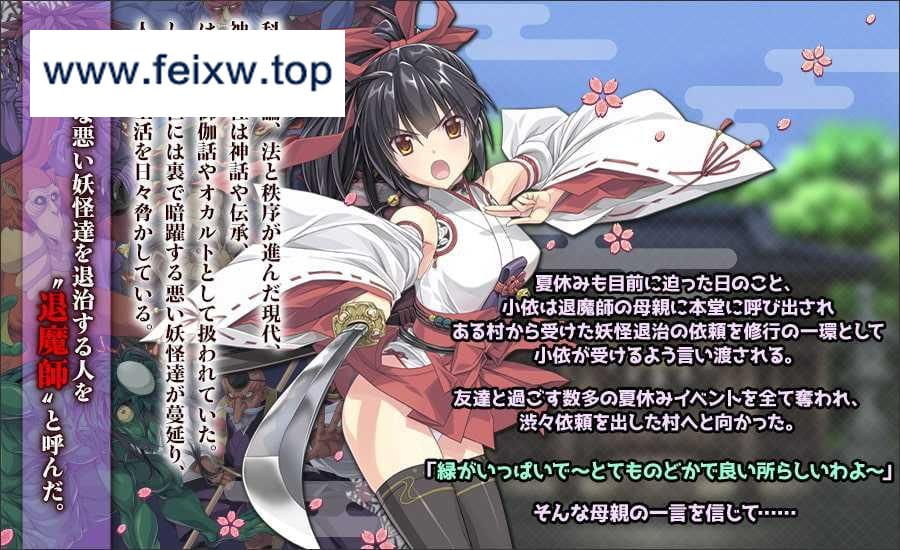 www.feixw.top
、法と秩序が進んだ現代、
は神話や伝承、
伽話やオカルトとして扱われていた。
には裏で暗躍する悪い妖怪達が蔓延り、
活を日々脅かしている。
な悪い妖怪達を退治する人を
〝退魔師〟と呼んだ。
夏休みも目前に迫った日のこと、
小依は退魔師の母親に本堂に呼び出され
ある村から受けた妖怪退治の依頼を修行の一環として
小依が受けるよう言い渡される。
友達と過ごす数多の夏休みイベントを全て奪われ、
渋々依頼を出した村へと向かった。
「緑がいっぱいで～とてものどかで良い所らしいわよ～」
そんな母親の一言を信じて……